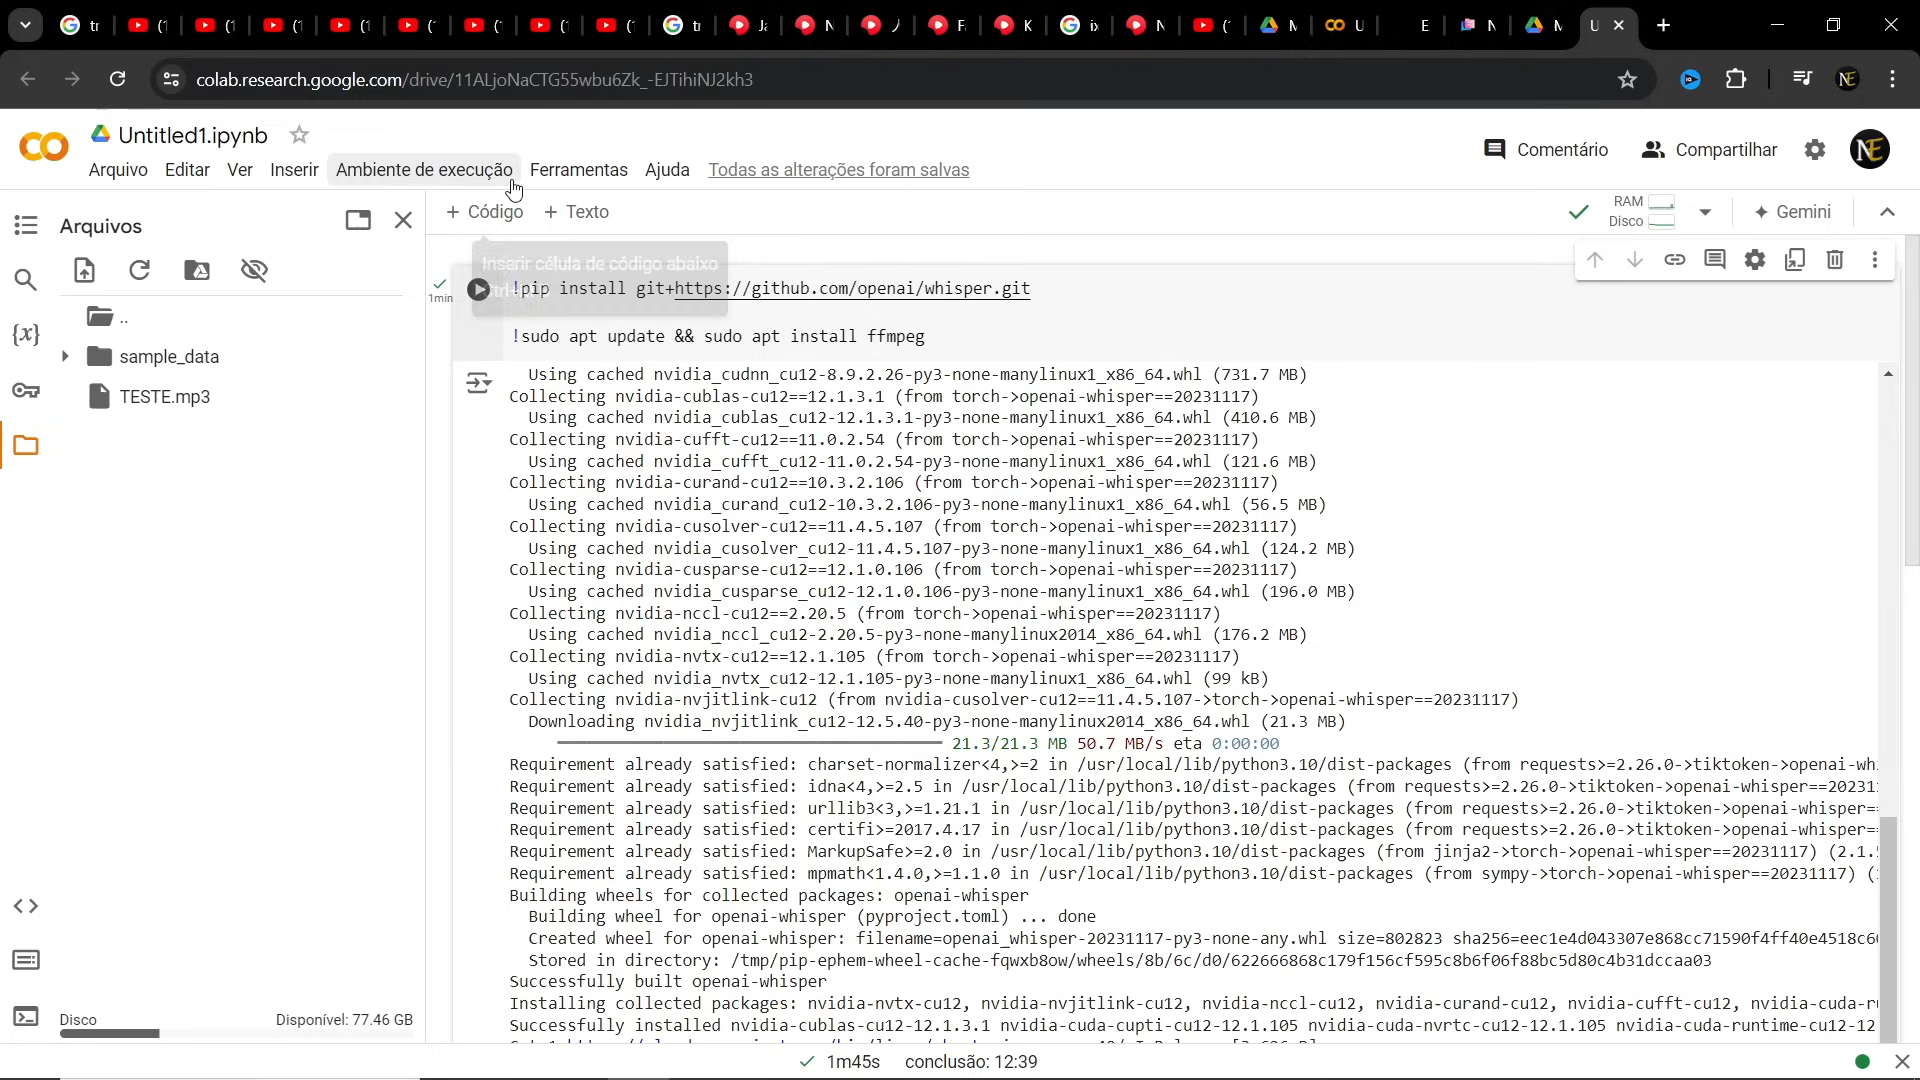 tr
(1
(1
(1
(1
(1
(1
(1
tr
N
K
ix
N
(1
N
U
E
N
U
colab.research.google.com/drive/11ALjoNaCTG55wbu6Zk_-EJTihiNJ2kh3
Untitled1.ipynb
Arquivo Editar Ver Inserir Ambiente de execução Ferramentas Ajuda Todas as alterações foram salvas
Comentário
Compartilhar
NE
Arquivos
..
sample_data
TESTE.mp3
Disco
Disponível: 77.46 GB
+ Código + Texto
RAM
Disco
Gemini
Inserir célula de código abaixo
1min
!pip install git+https://github.com/openai/whisper.git
!sudo apt update && sudo apt install ffmpeg
Using cached nvidia_cudnn_cu12-8.9.2.26-py3-none-manylinux1_x86_64.whl (731.7 MB)
Collecting nvidia-cublas-cu12==12.1.3.1 (from torch->openai-whisper==20231117)
Using cached nvidia_cublas_cu12-12.1.3.1-py3-none-manylinux1_x86_64.whl (410.6 MB)
Collecting nvidia-cufft-cu12==11.0.2.54 (from torch->openai-whisper==20231117)
Using cached nvidia_cufft_cu12-11.0.2.54-py3-none-manylinux1_x86_64.whl (121.6 MB)
Collecting nvidia-curand-cu12==10.3.2.106 (from torch->openai-whisper==20231117)
Using cached nvidia_curand_cu12-10.3.2.106-py3-none-manylinux1_x86_64.whl (56.5 MB)
Collecting nvidia-cusolver-cu12==11.4.5.107 (from torch->openai-whisper==20231117)
Using cached nvidia_cusolver_cu12-11.4.5.107-py3-none-manylinux1_x86_64.whl (124.2 MB)
Collecting nvidia-cusparse-cu12==12.1.0.106 (from torch->openai-whisper==20231117)
Using cached nvidia_cusparse_cu12-12.1.0.106-py3-none-manylinux1_x86_64.whl (196.0 MB)
Collecting nvidia-nccl-cu12==2.20.5 (from torch->openai-whisper==20231117)
Using cached nvidia_nccl_cu12-2.20.5-py3-none-manylinux2014_x86_64.whl (176.2 MB)
Collecting nvidia-nvtx-cu12==12.1.105 (from torch->openai-whisper==20231117)
Using cached nvidia_nvtx_cu12-12.1.105-py3-none-manylinux1_x86_64.whl (99 kB)
Collecting nvidia-nvjitlink-cu12 (from nvidia-cusolver-cu12==11.4.5.107->torch->openai-whisper==20231117)
Downloading nvidia_nvjitlink_cu12-12.5.40-py3-none-manylinux2014_x86_64.whl (21.3 MB)
21.3/21.3 MB 50.7 MB/s eta 0:00:00
Requirement already satisfied: charset-normalizer<4,>=2 in /usr/local/lib/python3.10/dist-packages (from requests>=2.26.0->tiktoken->openai-wh
Requirement already satisfied: idna<4,>=2.5 in /usr/local/lib/python3.10/dist-packages (from requests>=2.26.0->tiktoken->openai-whisper==20231
Requirement already satisfied: urllib3<3,>=1.21.1 in /usr/local/lib/python3.10/dist-packages (from requests>=2.26.0->tiktoken->openai-whisper=
Requirement already satisfied: certifi>=2017.4.17 in /usr/local/lib/python3.10/dist-packages (from requests>=2.26.0->tiktoken->openai-whisper=
Requirement already satisfied: MarkupSafe>=2.0 in /usr/local/lib/python3.10/dist-packages (from jinja2->torch->openai-whisper==20231117) (2.1.
Requirement already satisfied: mpmath<1.4.0,>=1.1.0 in /usr/local/lib/python3.10/dist-packages (from sympy->torch->openai-whisper==20231117) (
Building wheels for collected packages: openai-whisper
Building wheel for openai-whisper (pyproject.toml) ... done
Created wheel for openai-whisper: filename=openai_whisper-20231117-py3-none-any.whl size=802823 sha256=eec1e4d043307e868cc71590f4ff40e4518c6
Stored in directory: /tmp/pip-ephem-wheel-cache-fqwxb8ow/wheels/8b/6c/d0/622666868c179f156cf595c8b6f06f88bc5d80c4b31dccaa03
Successfully built openai-whisper
Installing collected packages: nvidia-nvtx-cu12, nvidia-nvjitlink-cu12, nvidia-nccl-cu12, nvidia-curand-cu12, nvidia-cufft-cu12, nvidia-cuda-r
Successfully installed nvidia-cublas-cu12-12.1.3.1 nvidia-cuda-cupti-cu12-12.1.105 nvidia-cuda-nvrtc-cu12-12.1.105 nvidia-cuda-runtime-cu12-12
1m45s conclusão: 12:39